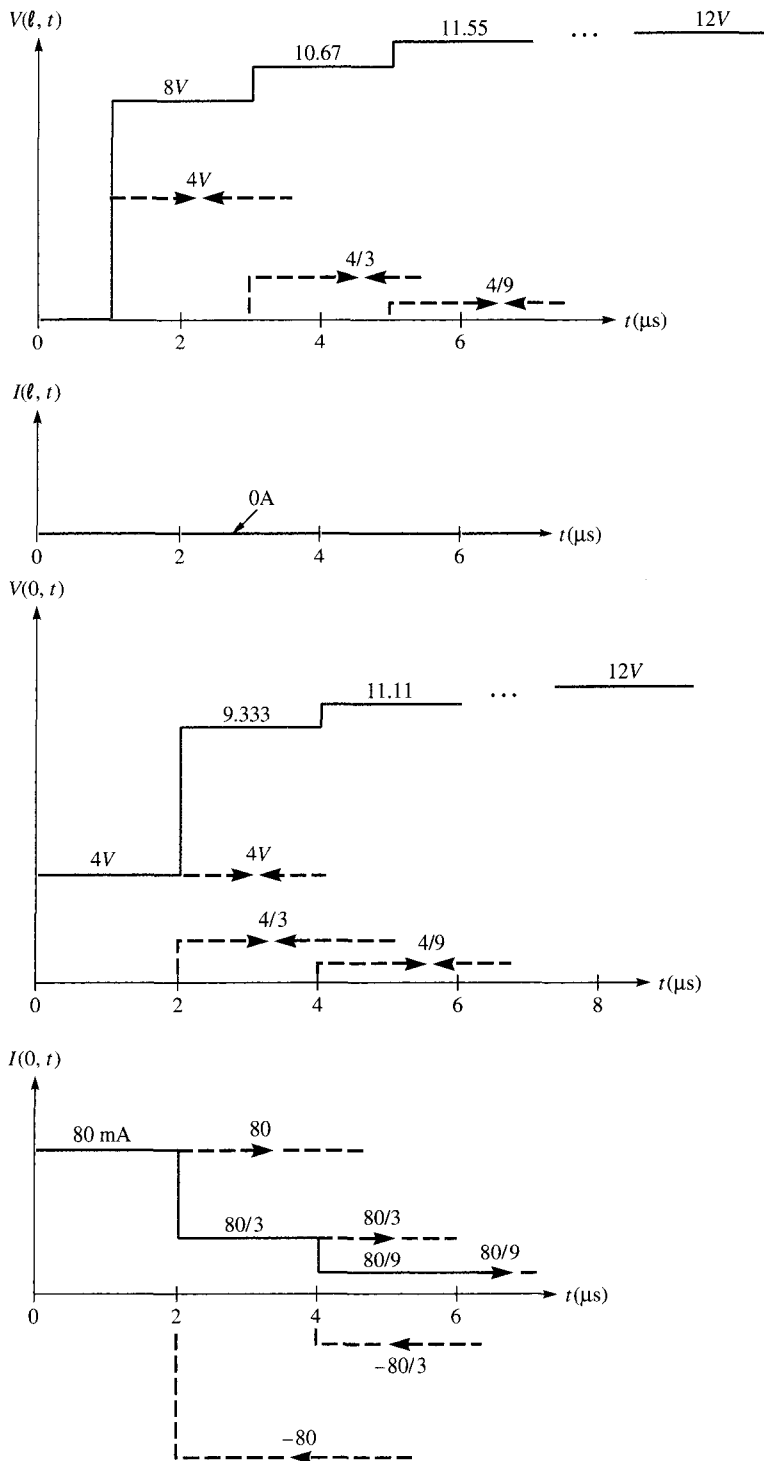 V(ℓ, t)
8V
10.67
11.55
...
12V
4V
4/3
4/9
0 2 4 6 t(μs)
I(ℓ, t)
0A
0 2 4 6 t(μs)
V(0, t)
4V
9.333
11.11
...
12V
4V
4/3
4/9
0 2 4 6 8 t(μs)
I(0, t)
80 mA
80
80/3
80/3
80/9
80/9
0 2 4 6 t(μs)
−80/3
−80